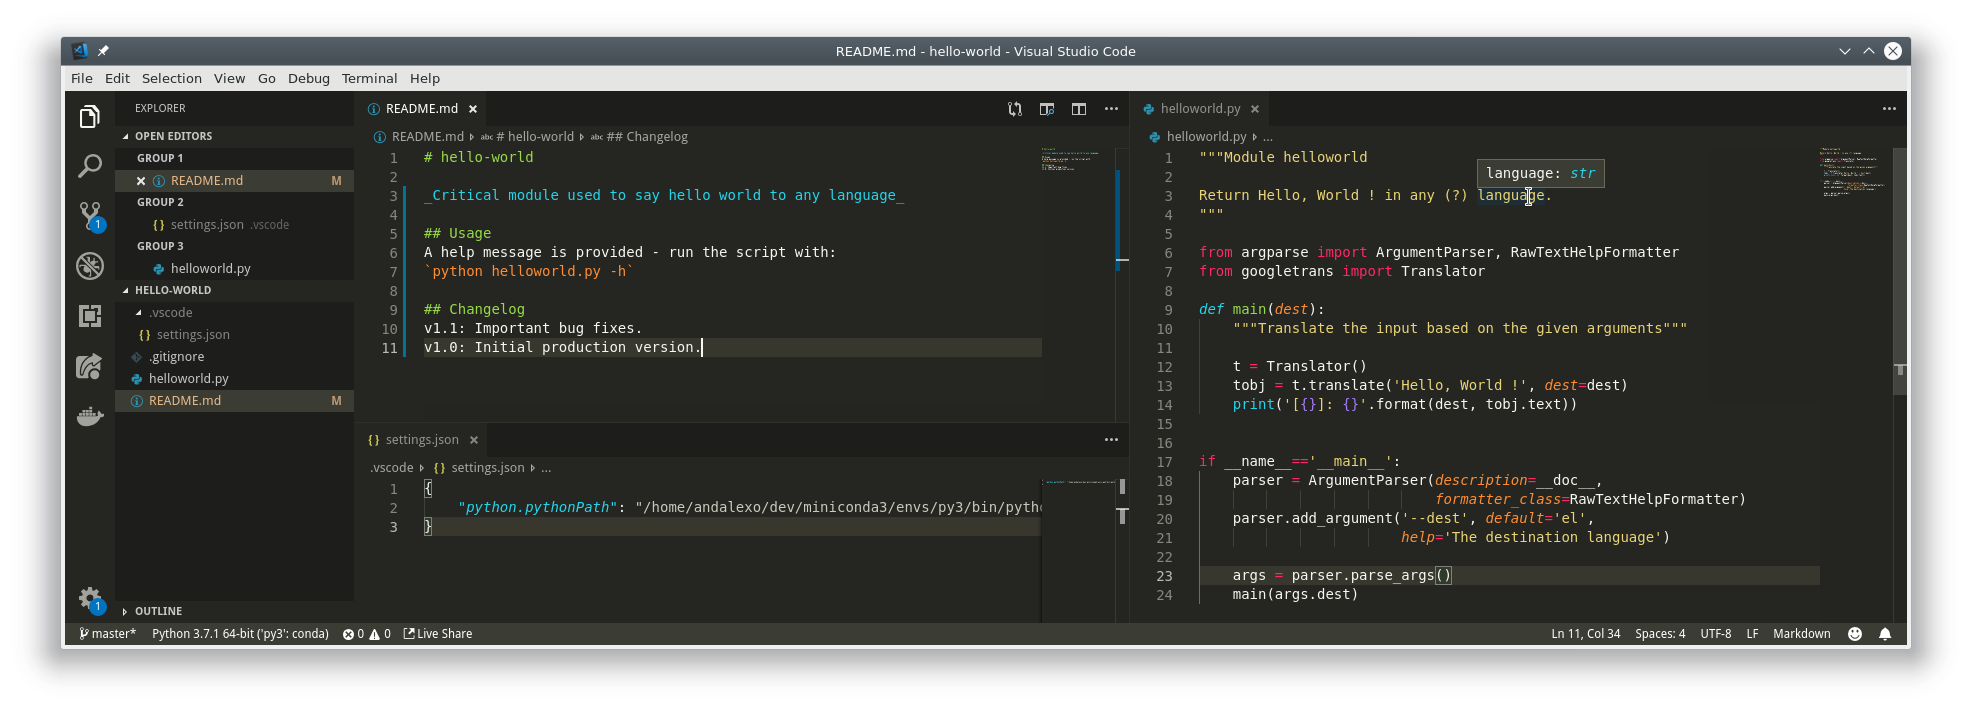 README.md - hello-world - Visual Studio Code
File Edit Selection View Go Debug Terminal Help
EXPLORER
OPEN EDITORS
GROUP 1
README.md M
GROUP 2
{} settings.json .vscode
GROUP 3
helloworld.py
HELLO-WORLD
.vscode
{} settings.json
.gitignore
helloworld.py
README.md M
OUTLINE
1
1
README.md
README.md abc # hello-world abc ## Changelog
1 # hello-world
2
3 _Critical module used to say hello world to any language_
4
5 ## Usage
6 A help message is provided - run the script with:
7 `python helloworld.py -h`
8
9 ## Changelog
10 v1.1: Important bug fixes.
11 v1.0: Initial production version.
{} settings.json
.vscode {} settings.json ...
1 {
2     "python.pythonPath": "/home/andalexo/dev/miniconda3/envs/py3/bin/pytho
3 }
helloworld.py
helloworld.py ...
language: str
1 """Module helloworld
2
3 Return Hello, World ! in any (?) language.
4 """
5
6 from argparse import ArgumentParser, RawTextHelpFormatter
7 from googletrans import Translator
8
9 def main(dest):
10     """Translate the input based on the given arguments"""
11
12     t = Translator()
13     tobj = t.translate('Hello, World !', dest=dest)
14     print('[{}]: {}'.format(dest, tobj.text))
15
16
17 if __name__=='__main__':
18     parser = ArgumentParser(description=__doc__,
19                             formatter_class=RawTextHelpFormatter)
20     parser.add_argument('--dest', default='el',
21                         help='The destination language')
22
23     args = parser.parse_args()
24     main(args.dest)
master* Python 3.7.1 64-bit ('py3': conda) 0 0 Live Share Ln 11, Col 34 Spaces: 4 UTF-8 LF Markdown